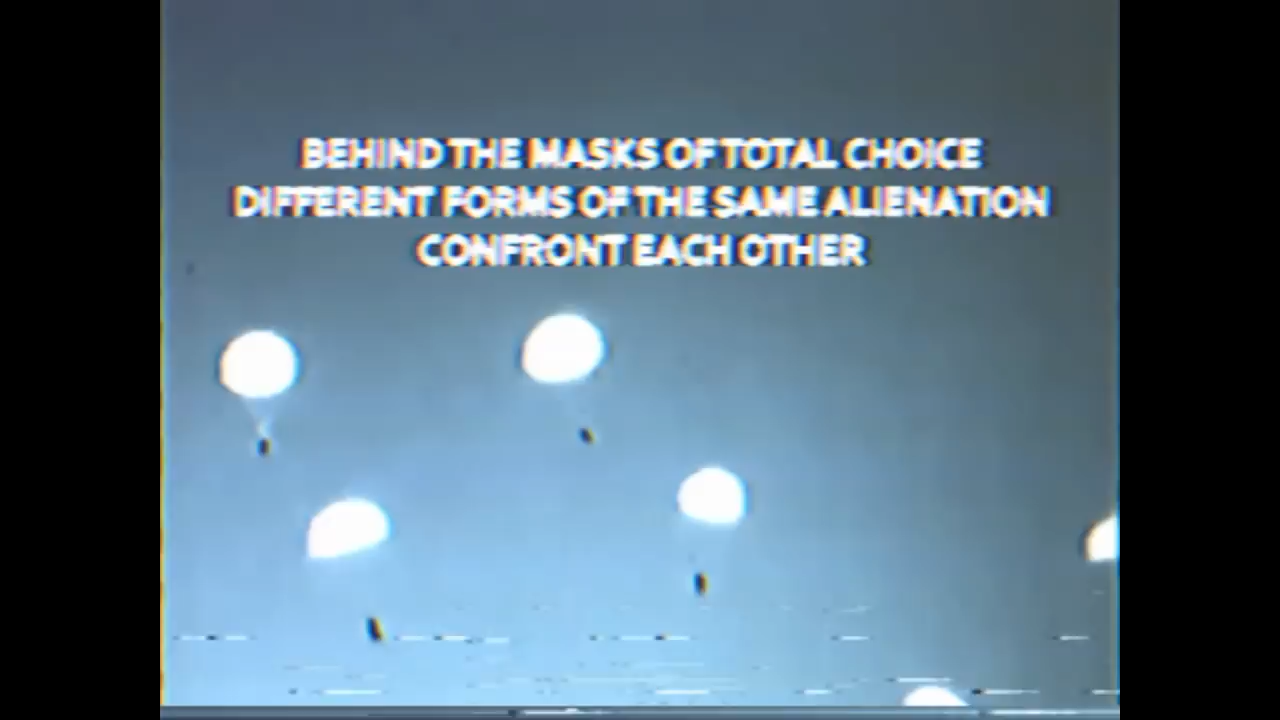 BEHIND THE MASKS OF TOTAL CHOICE
DIFFERENT FORMS OF THE SAME ALIENATION
CONFRONT EACH OTHER